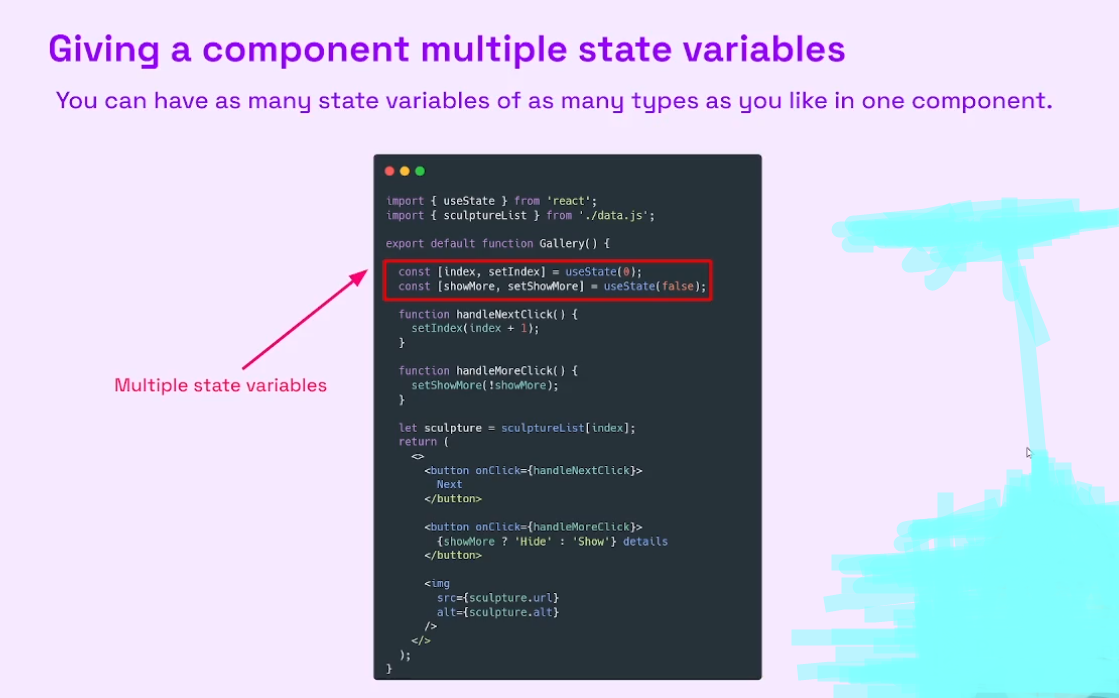 Giving a component multiple state variables
You can have as many state variables of as many types as you like in one component.
import { useState } from 'react';
import { sculptureList } from './data.js';
export default function Gallery() {
const [index, setIndex] = useState(0);
const [showMore, setShowMore] = useState(false);
function handleNextClick() {
setIndex(index + 1);
}
function handleMoreClick() {
setShowMore(!showMore);
}
let sculpture = sculptureList[index];
return (
<>
<button onClick={handleNextClick}>
Next
</button>
<button onClick={handleMoreClick}>
{showMore ? 'Hide' : 'Show'} details
</button>
<img
src={sculpture.url}
alt={sculpture.alt}
/>
</>
);
}
Multiple state variables